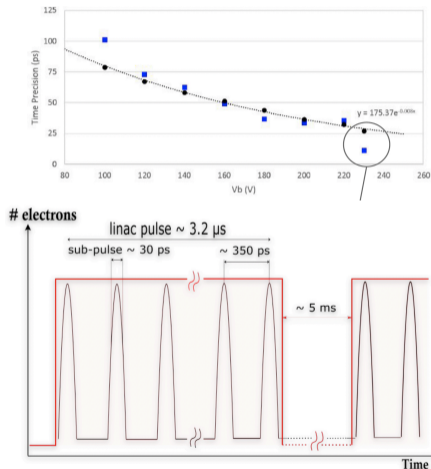 125
100
75
50
25
0
Time Precision (ps)
80 100 120 140 160 180 200 220 240 260
Vb (V)
# electrons
linac pulse ~ 3.2 µs
sub-pulse ~ 30 ps
~ 350 ps
~ 5 ms
Time